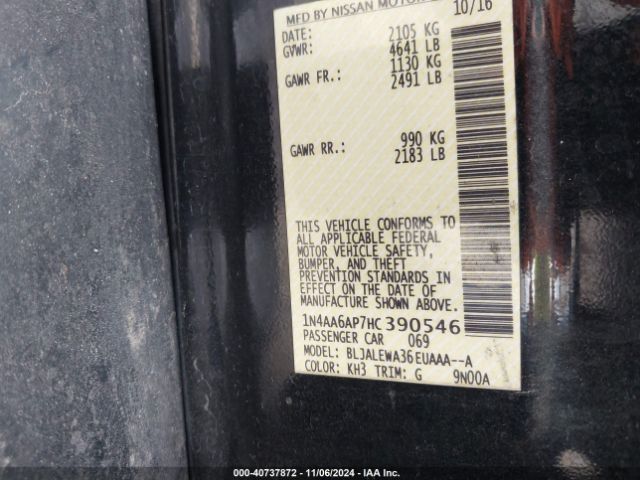 MFD BY NISSAN MOTOR
DATE: 10/16
GVWR: 2105 KG
4641 LB
GAWR FR.: 1130 KG
2491 LB
GAWR RR.: 990 KG
2183 LB
THIS VEHICLE CONFORMS TO
ALL APPLICABLE FEDERAL
MOTOR VEHICLE SAFETY,
BUMPER, AND THEFT
PREVENTION STANDARDS IN
EFFECT ON THE DATE OF
MANUFACTURE SHOWN ABOVE.
1N4AA6AP7HC390546
PASSENGER CAR 069
MODEL: BLJALEWA36EUAAA--A
COLOR: KH3 TRIM: G 9N00A
000-40737872 - 11/06/2024 - IAA Inc.